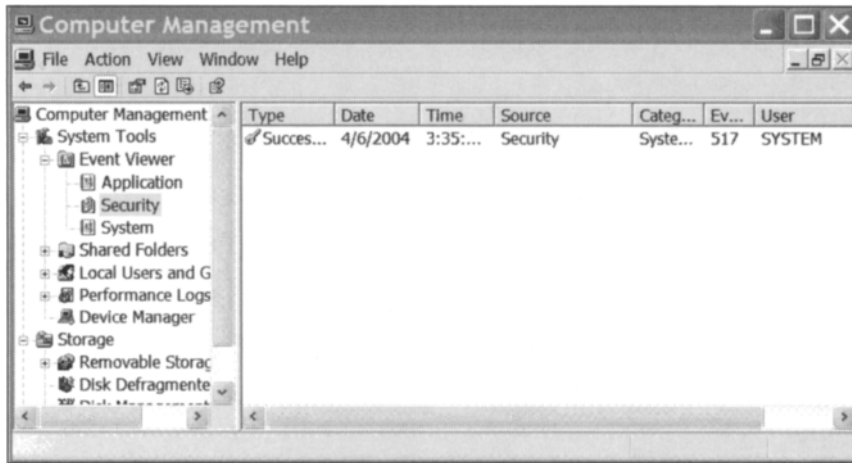 Computer Management
File Action View Window Help
Computer Management
System Tools
Event Viewer
Application
Security
System
Shared Folders
Local Users and G
Performance Logs
Device Manager
Storage
Removable Storag
Disk Defragmente
Type Date Time Source Categ... Ev... User
Succes... 4/6/2004 3:35:... Security Syste... 517 SYSTEM